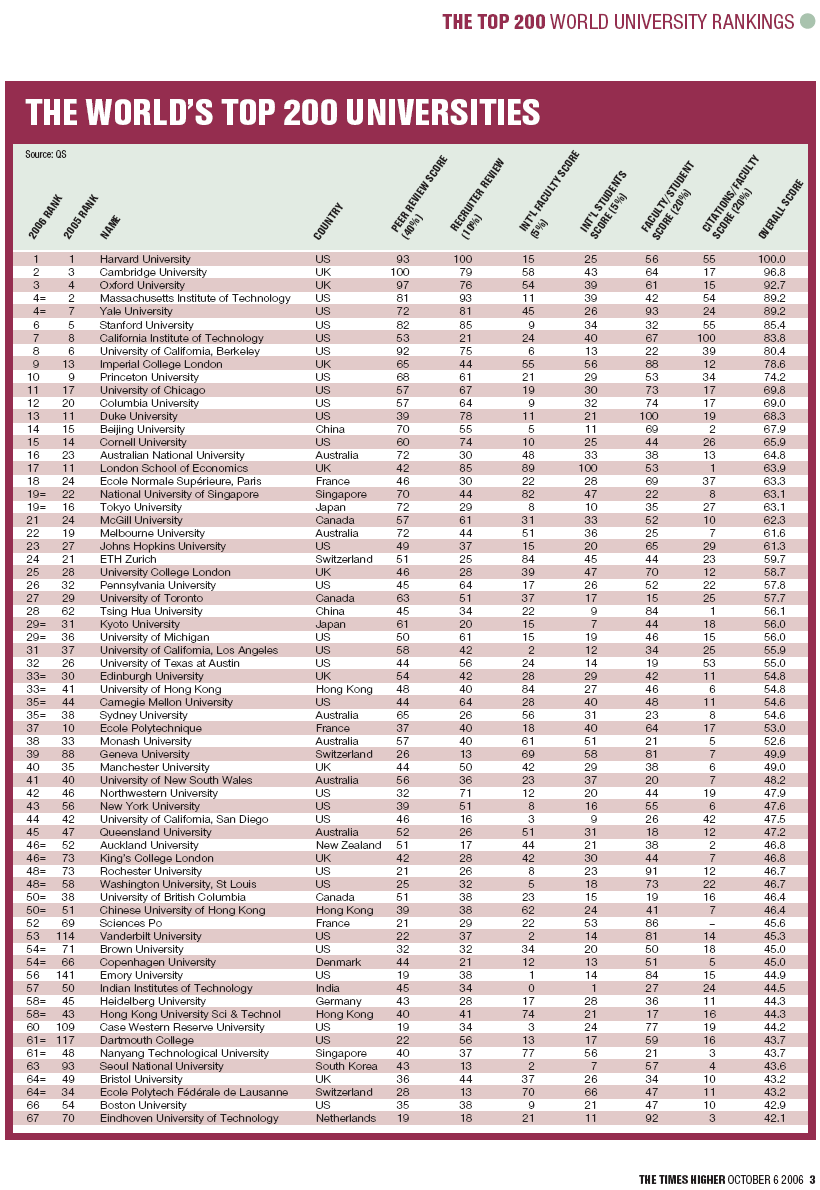 THE TOP 200 WORLD UNIVERSITY RANKINGS
THE WORLD'S TOP 200 UNIVERSITIES
Source: QS
2006 RANK 2005 RANK NAME COUNTRY PEER REVIEW SCORE (40%) RECRUITER REVIEW (10%) INT'L FACULTY SCORE (5%) INT'L STUDENTS SCORE (5%) FACULTY/STUDENT SCORE (20%) CITATIONS/FACULTY SCORE (20%) OVERALL SCORE
1 1 Harvard University US 93 100 15 25 56 55 100.0
2 3 Cambridge University UK 100 79 58 43 64 17 96.8
3 4 Oxford University UK 97 76 54 39 61 15 92.7
4= 2 Massachusetts Institute of Technology US 81 93 11 39 42 54 89.2
4= 7 Yale University US 72 81 45 26 93 24 89.2
6 5 Stanford University US 82 85 9 34 32 55 85.4
7 8 California Institute of Technology US 53 21 24 40 67 100 83.8
8 6 University of California, Berkeley US 92 75 6 13 22 39 80.4
9 13 Imperial College London UK 65 44 55 56 88 12 78.6
10 9 Princeton University US 68 61 21 29 53 34 74.2
11 17 University of Chicago US 57 67 19 30 73 17 69.8
12 20 Columbia University US 57 64 9 32 74 17 69.0
13 11 Duke University US 39 78 11 21 100 19 68.3
14 15 Beijing University China 70 55 5 11 69 2 67.9
15 14 Cornell University US 60 74 10 25 44 26 65.9
16 23 Australian National University Australia 72 30 48 33 38 13 64.8
17 11 London School of Economics UK 42 85 89 100 53 1 63.9
18 24 Ecole Normale Supérieure, Paris France 46 30 22 28 69 37 63.3
19= 22 National University of Singapore Singapore 70 44 82 47 22 8 63.1
19= 16 Tokyo University Japan 72 29 8 10 35 27 63.1
21 24 McGill University Canada 57 61 31 33 52 10 62.3
22 19 Melbourne University Australia 72 44 51 36 25 7 61.6
23 27 Johns Hopkins University US 49 37 15 20 65 29 61.3
24 21 ETH Zurich Switzerland 51 25 84 45 44 23 59.7
25 28 University College London UK 46 28 39 47 70 12 58.7
26 32 Pennsylvania University US 45 64 17 26 52 22 57.8
27 29 University of Toronto Canada 63 51 37 17 15 25 57.7
28 62 Tsing Hua University China 45 34 22 9 84 1 56.1
29= 31 Kyoto University Japan 61 20 15 7 44 18 56.0
29= 36 University of Michigan US 50 61 15 19 46 15 56.0
31 37 University of California, Los Angeles US 58 42 2 12 34 25 55.9
32 26 University of Texas at Austin US 44 56 24 14 19 53 55.0
33= 30 Edinburgh University UK 54 42 28 29 42 11 54.8
33= 41 University of Hong Kong Hong Kong 48 40 84 27 46 6 54.8
35= 44 Carnegie Mellon University US 44 64 28 40 48 11 54.6
35= 38 Sydney University Australia 65 26 56 31 23 8 54.6
37 10 Ecole Polytechnique France 37 40 18 40 64 17 53.0
38 33 Monash University Australia 57 40 61 51 21 5 52.6
39 88 Geneva University Switzerland 26 13 69 58 81 7 49.9
40 35 Manchester University UK 44 50 42 29 38 6 49.0
41 40 University of New South Wales Australia 56 36 23 37 20 7 48.2
42 46 Northwestern University US 32 71 12 20 44 19 47.9
43 56 New York University US 39 51 8 16 55 6 47.6
44 42 University of California, San Diego US 46 16 3 9 26 42 47.5
45 47 Queensland University Australia 52 26 51 31 18 12 47.2
46= 52 Auckland University New Zealand 51 17 44 21 38 2 46.8
46= 73 King's College London UK 42 28 42 30 44 7 46.8
48= 73 Rochester University US 21 26 8 23 91 12 46.7
48= 58 Washington University, St Louis US 25 32 5 18 73 22 46.7
50= 38 University of British Columbia Canada 51 38 23 15 19 16 46.4
50= 51 Chinese University of Hong Kong Hong Kong 39 38 62 24 41 7 46.4
52 69 Sciences Po France 21 29 22 53 86 – 45.6
53 114 Vanderbilt University US 22 37 2 14 81 14 45.3
54= 71 Brown University US 32 32 34 20 50 18 45.0
54= 66 Copenhagen University Denmark 44 21 12 13 51 5 45.0
56 141 Emory University US 19 38 1 14 84 15 44.9
57 50 Indian Institutes of Technology India 45 34 0 1 27 24 44.5
58= 45 Heidelberg University Germany 43 28 17 28 36 11 44.3
58= 43 Hong Kong University Sci & Technol Hong Kong 40 41 74 21 17 16 44.3
60 109 Case Western Reserve University US 19 34 3 24 77 19 44.2
61= 117 Dartmouth College US 22 56 13 17 59 16 43.7
61= 48 Nanyang Technological University Singapore 40 37 77 56 21 3 43.7
63 93 Seoul National University South Korea 43 13 2 7 57 4 43.6
64= 49 Bristol University UK 36 44 37 26 34 10 43.2
64= 34 Ecole Polytech Fédérale de Lausanne Switzerland 28 13 70 66 47 11 43.2
66 54 Boston University US 35 38 9 21 47 10 42.9
67 70 Eindhoven University of Technology Netherlands 19 18 21 11 92 3 42.1
THE TIMES HIGHER OCTOBER 6 2006 3